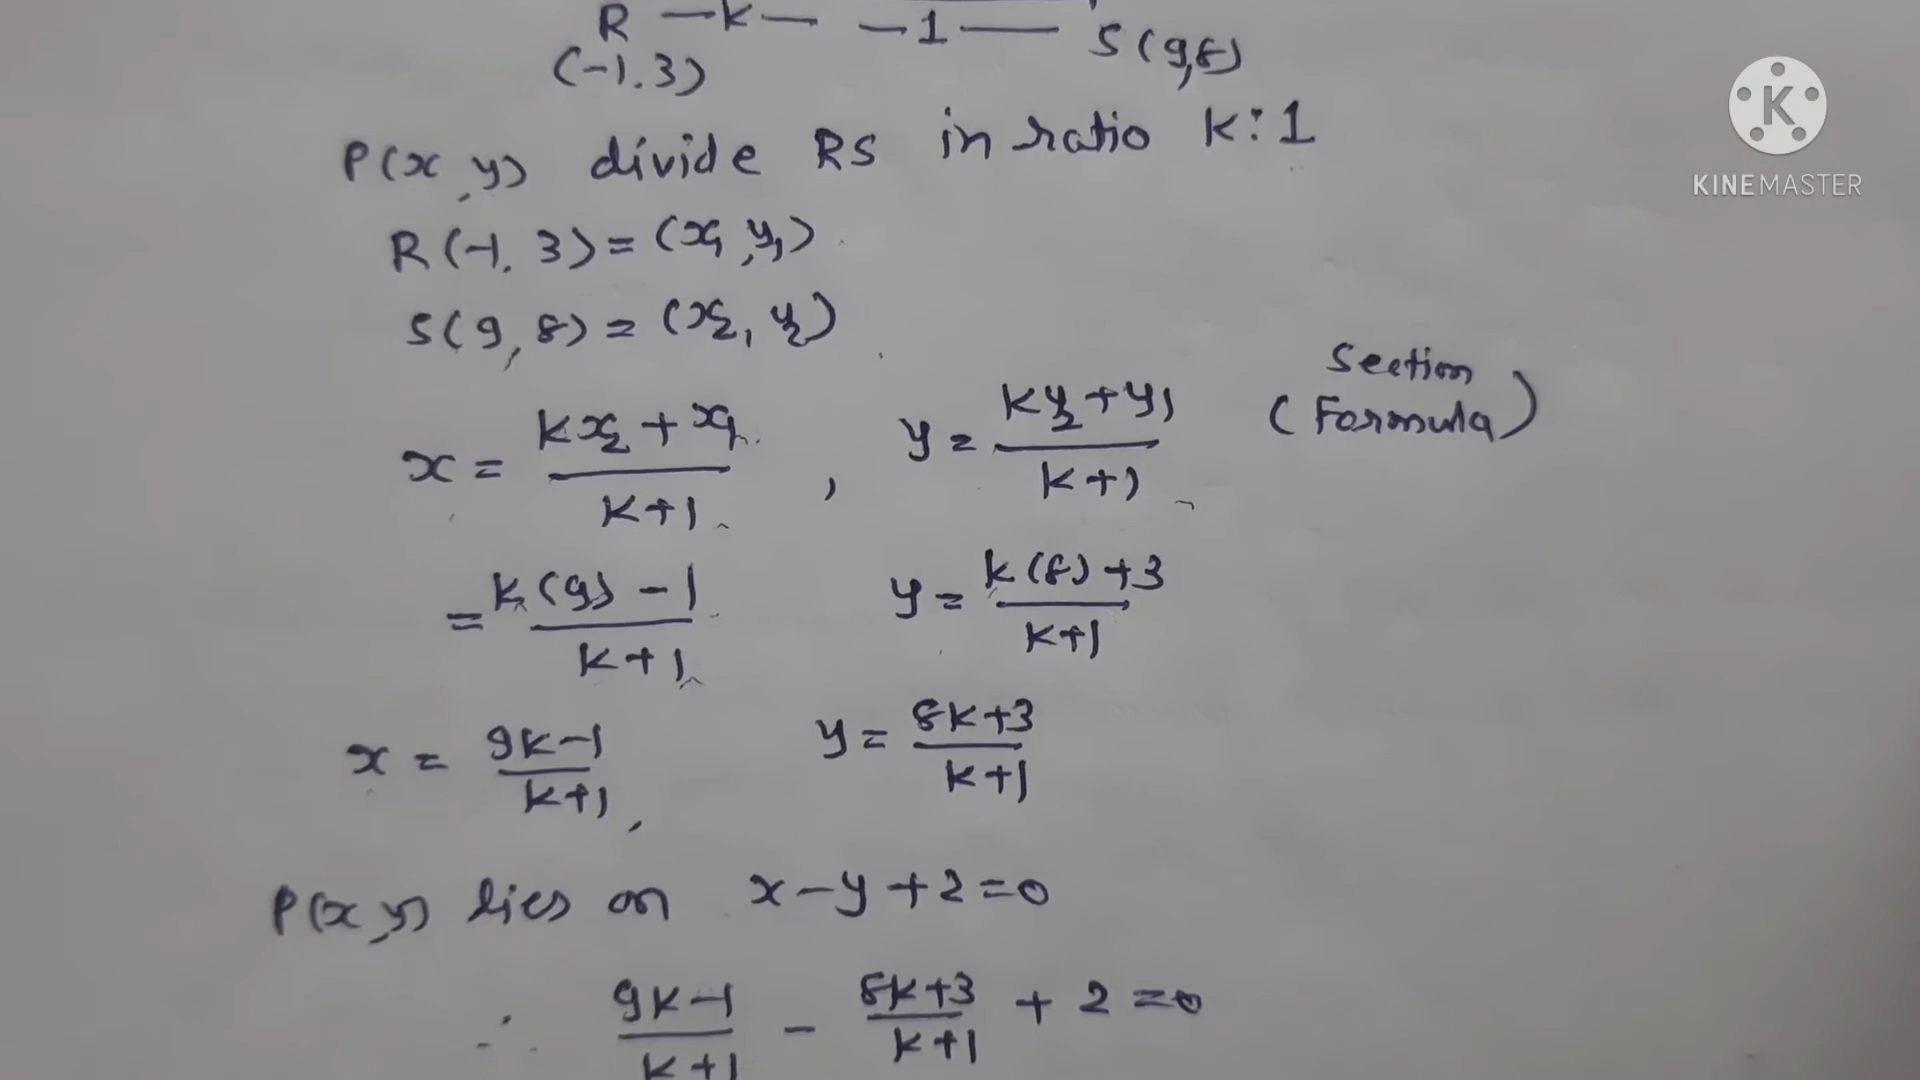 R — k — — 1 — S(9,8)
(-1, 3)
K
KINEMASTER
P(x, y) divide RS in ratio k:1
R(-1, 3) = (x₁, y₁)
S(9, 8) = (x₂, y₂)
x = (kx₂ + x₁)/(k+1) , y = (ky₂ + y₁)/(k+1) (Section Formula)
= (k(9) - 1)/(k+1) y = (k(8) + 3)/(k+1)
x = (9k-1)/(k+1) , y = (8k+3)/(k+1)
P(x, y) lies on x - y + 2 = 0
∴ (9k-1)/(k+1) - (8k+3)/(k+1) + 2 = 0